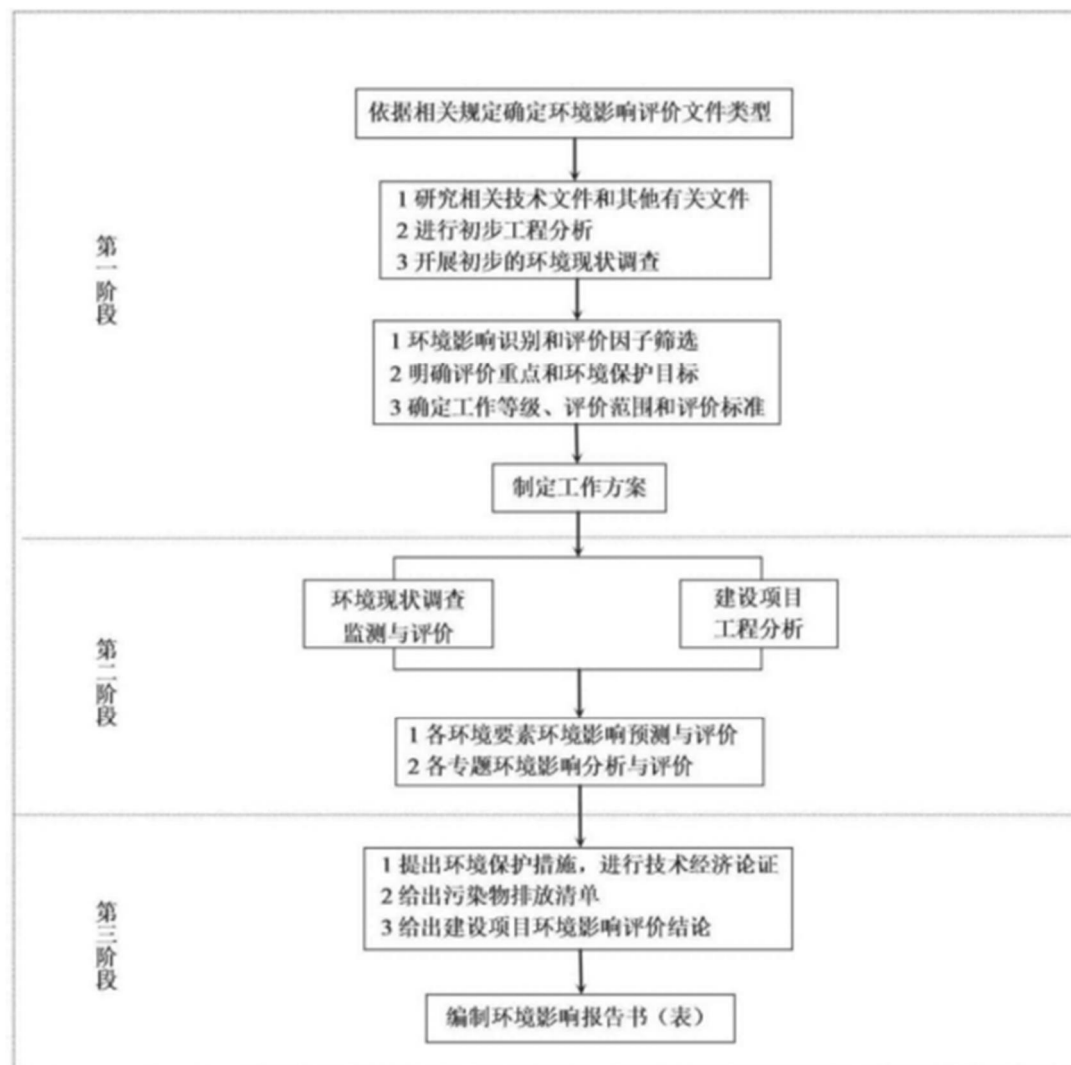 依据相关规定确定环境影响评价文件类型
1 研究相关技术文件和其他有关文件
2 进行初步工程分析
3 开展初步的环境现状调查
第一阶段
1 环境影响识别和评价因子筛选
2 明确评价重点和环境保护目标
3 确定工作等级、评价范围和评价标准
制定工作方案
环境现状调查
监测与评价
建设项目
工程分析
第二阶段
1 各环境要素环境影响预测与评价
2 各专题环境影响分析与评价
1 提出环境保护措施，进行技术经济论证
2 给出污染物排放清单
3 给出建设项目环境影响评价结论
第三阶段
编制环境影响报告书（表）